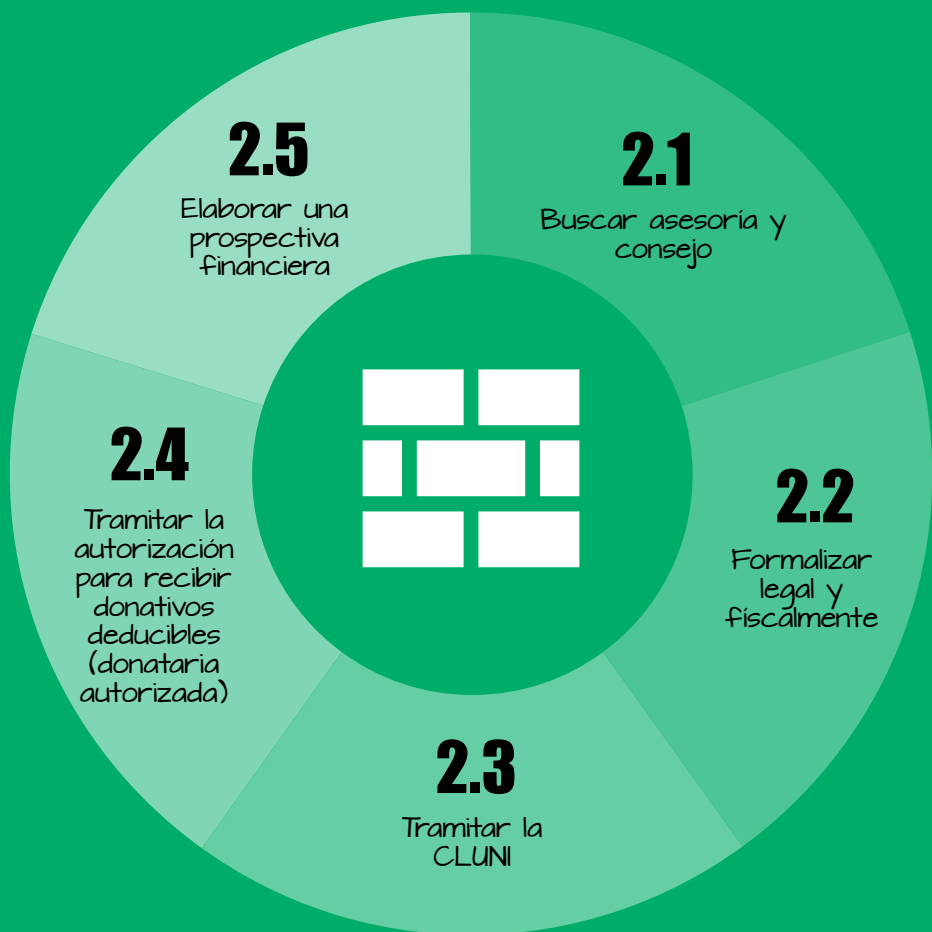 2.1
Buscar asesoría y
consejo
2.2
Formalizar
legal y
fiscalmente
2.3
Tramitar la
CLUNI
2.4
Tramitar la
autorización
para recibir
donativos
deducibles
(donataria
autorizada)
2.5
Elaborar una
prospectiva
financiera